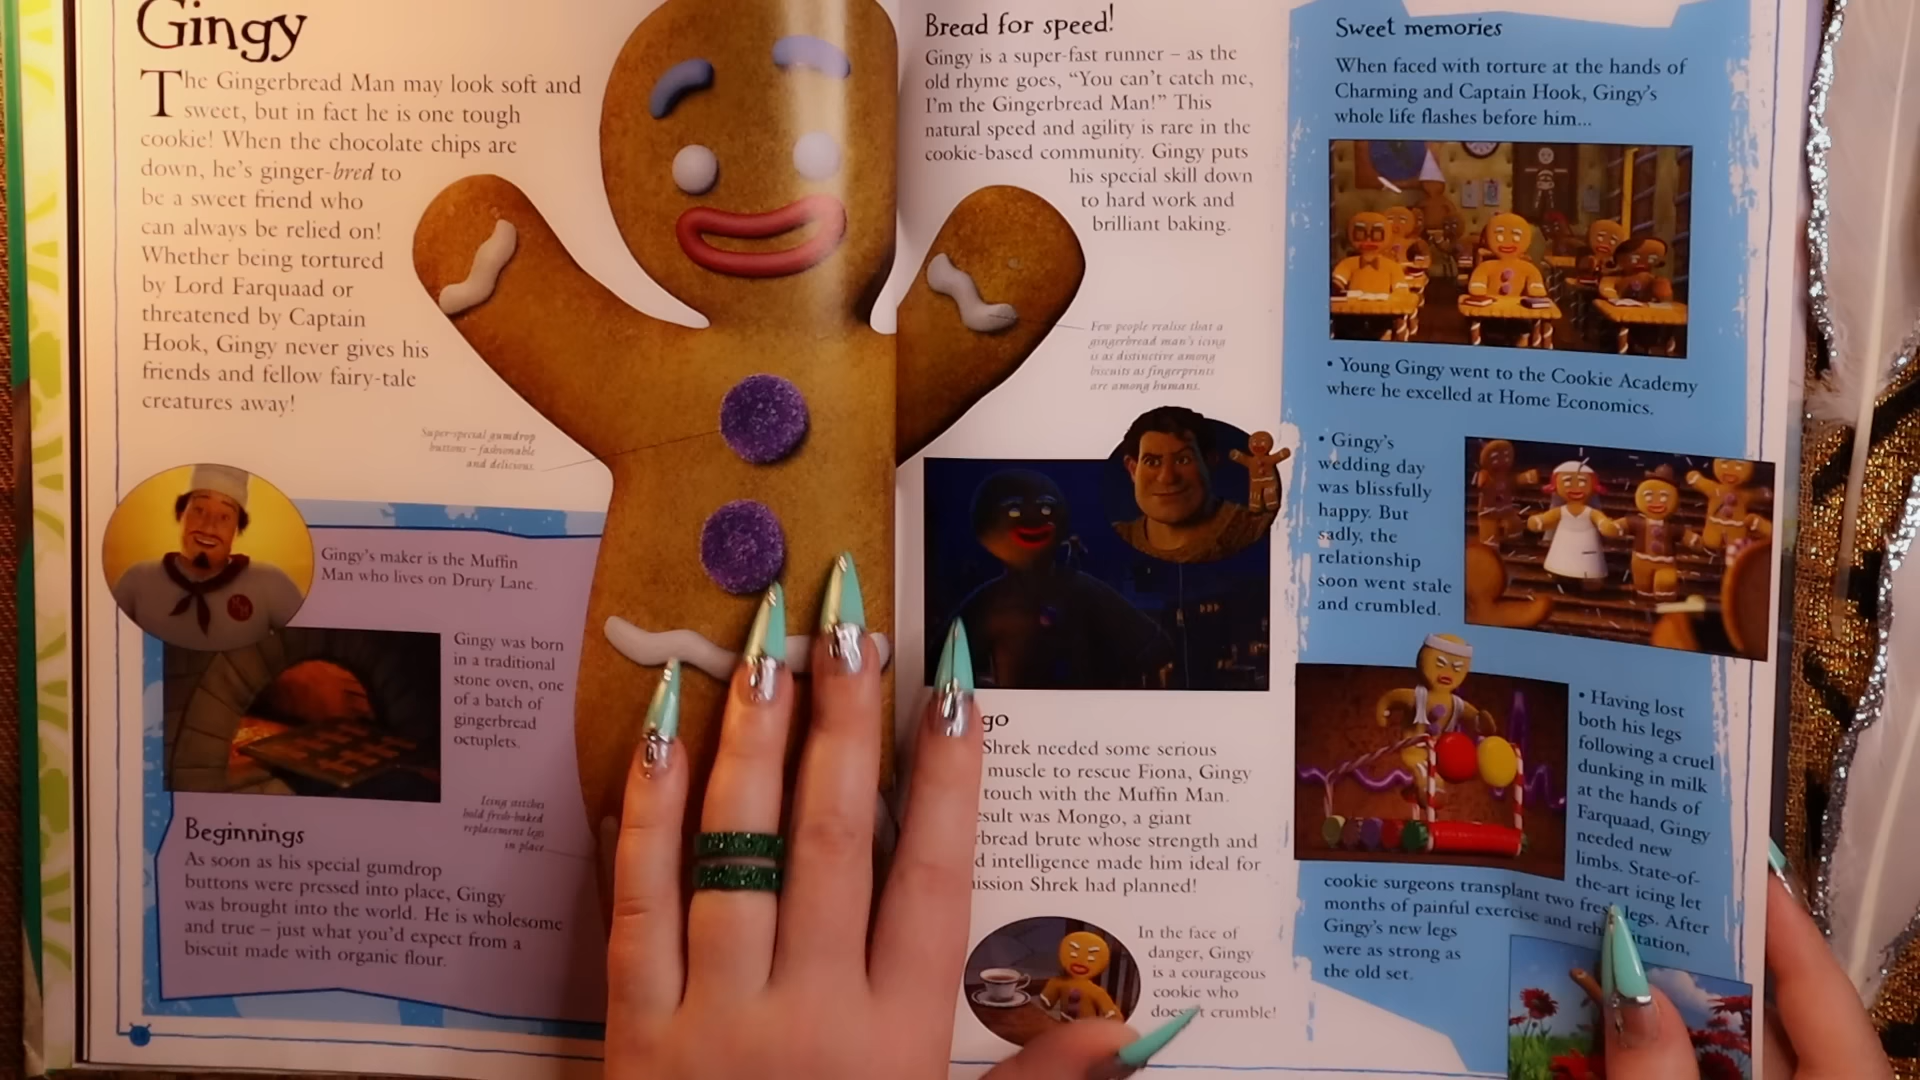 Gingy
The Gingerbread Man may look soft and
sweet, but in fact he is one tough
cookie! When the chocolate chips are
down, he's ginger-bred to
be a sweet friend who
can always be relied on!
Whether being tortured
by Lord Farquaad or
threatened by Captain
Hook, Gingy never gives his
friends and fellow fairy-tale
creatures away!
Super-special gumdrop
buttons – fashionable
and delicious.
Gingy's maker is the Muffin
Man who lives on Drury Lane.
Gingy was born
in a traditional
stone oven, one
of a batch of
gingerbread
octuplets.
Icing stitches
hold fresh-baked
replacement legs
in place
Beginnings
As soon as his special gumdrop
buttons were pressed into place, Gingy
was brought into the world. He is wholesome
and true – just what you'd expect from a
biscuit made with organic flour.
Bread for speed!
Gingy is a super-fast runner – as the
old rhyme goes, "You can't catch me,
I'm the Gingerbread Man!" This
natural speed and agility is rare in the
cookie-based community. Gingy puts
his special skill down
to hard work and
brilliant baking.
Few people realise that a
gingerbread man's icing
is as distinctive among
biscuits as fingerprints
are among humans.
go
Shrek needed some serious
muscle to rescue Fiona, Gingy
touch with the Muffin Man.
sult was Mongo, a giant
rbread brute whose strength and
d intelligence made him ideal for
ission Shrek had planned!
In the face of
danger, Gingy
is a courageous
cookie who
doesn't crumble!
Sweet memories
When faced with torture at the hands of
Charming and Captain Hook, Gingy's
whole life flashes before him...
• Young Gingy went to the Cookie Academy
where he excelled at Home Economics.
• Gingy's
wedding day
was blissfully
happy. But
sadly, the
relationship
soon went stale
and crumbled.
• Having lost
both his legs
following a cruel
dunking in milk
at the hands of
Farquaad, Gingy
needed new
limbs. State-of-
the-art icing let
cookie surgeons transplant two fresh legs. After
months of painful exercise and rehabilitation,
Gingy's new legs
were as strong as
the old set.